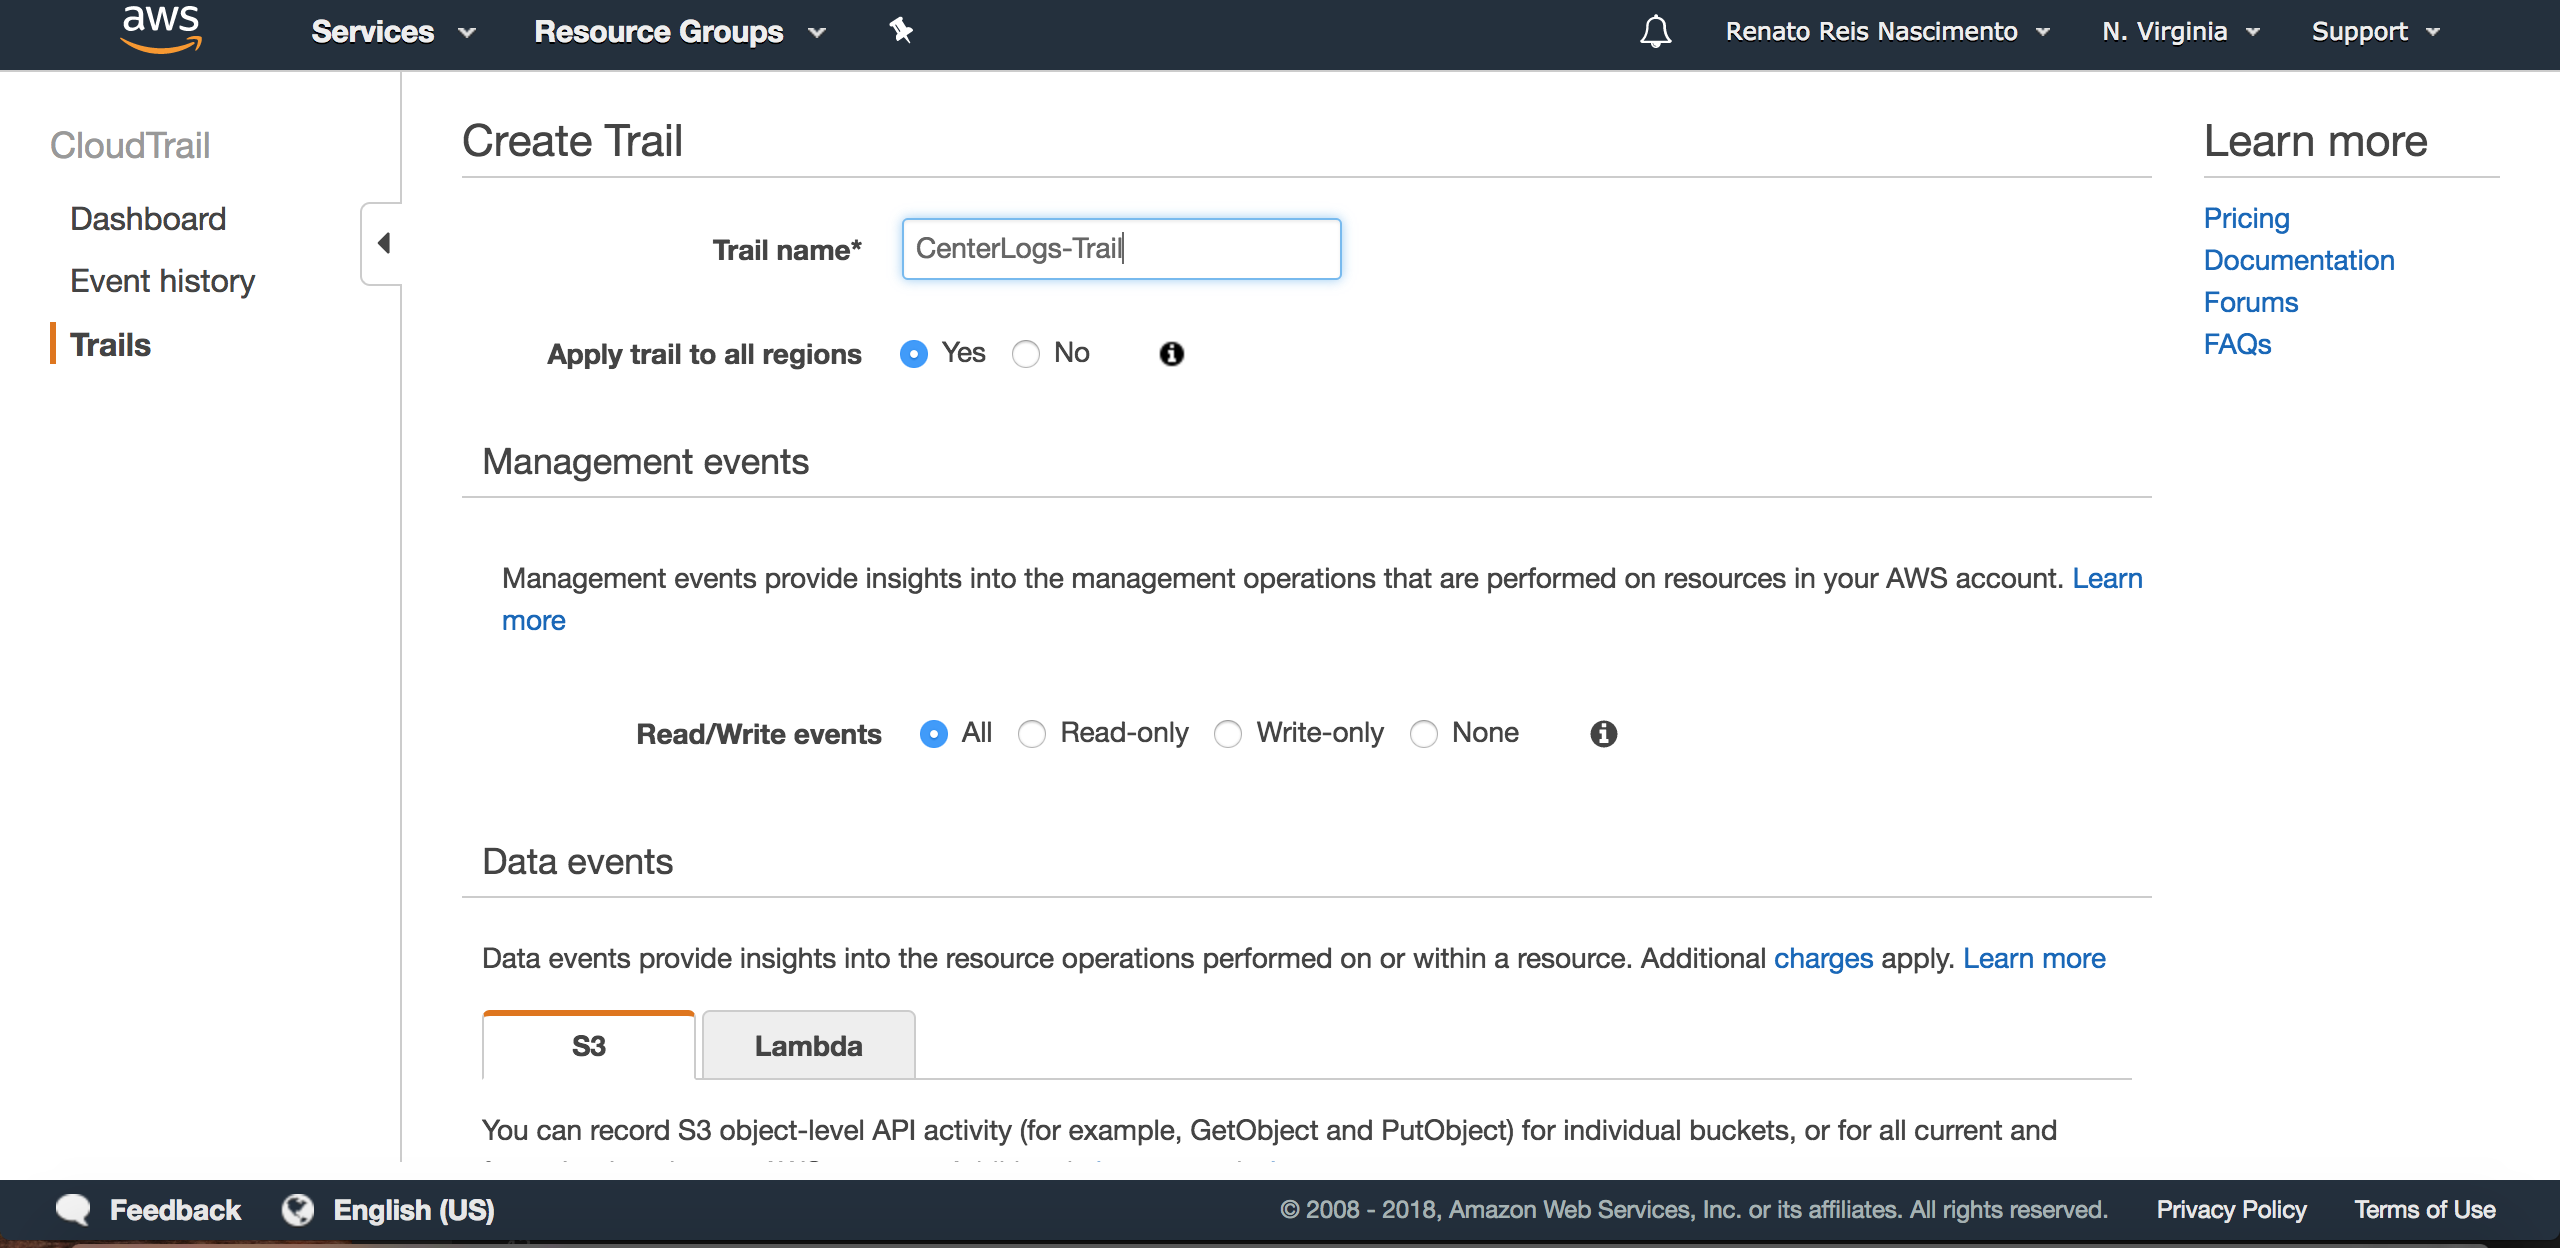 aws
Services
Resource Groups
Renato Reis Nascimento
N. Virginia
Support
CloudTrail
Dashboard
Event history
Trails
Create Trail
Trail name*
CenterLogs-Trail
Apply trail to all regions
Yes
No
Management events
Management events provide insights into the management operations that are performed on resources in your AWS account. Learn
more
Read/Write events
All
Read-only
Write-only
None
Data events
Data events provide insights into the resource operations performed on or within a resource. Additional charges apply. Learn more
S3
Lambda
You can record S3 object-level API activity (for example, GetObject and PutObject) for individual buckets, or for all current and
Learn more
Pricing
Documentation
Forums
FAQs
Feedback
English (US)
© 2008 - 2018, Amazon Web Services, Inc. or its affiliates. All rights reserved.
Privacy Policy
Terms of Use